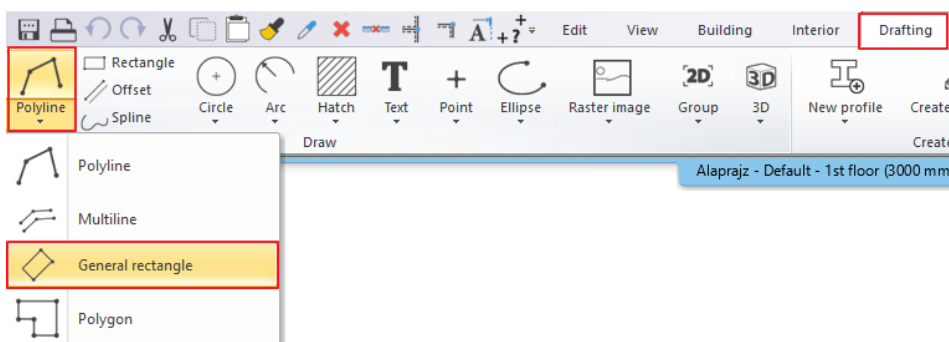 Edit View Building Interior Drafting
Rectangle
Offset
Spline
Polyline Circle Arc Hatch Text Point Ellipse Raster image Group 3D New profile Create
Draw Create
Alaprajz - Default - 1st floor (3000 mm
Polyline
Multiline
General rectangle
Polygon